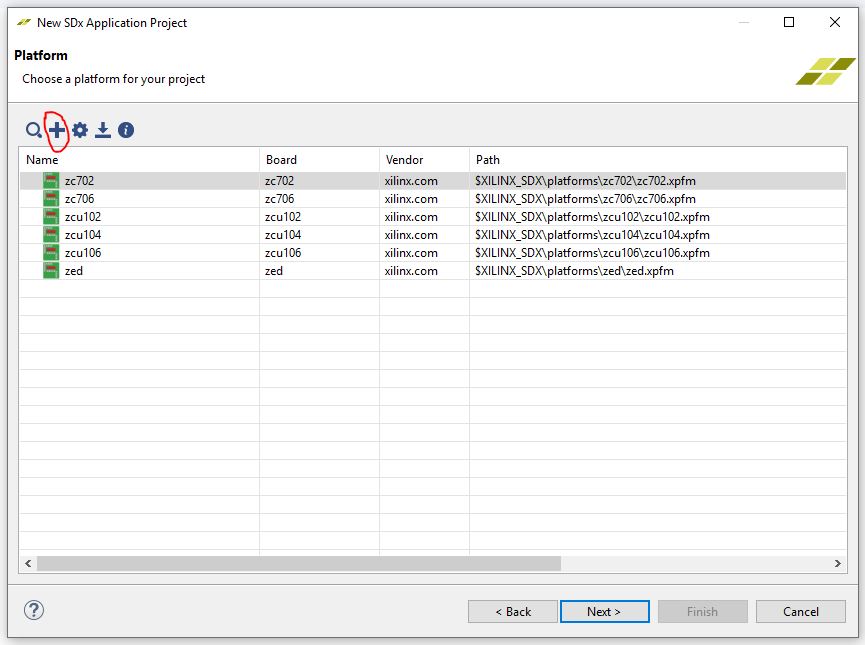 New SDx Application Project
Platform
Choose a platform for your project
Name Board Vendor Path
zc702 zc702 xilinx.com $XILINX_SDX\platforms\zc702\zc702.xpfm
zc706 zc706 xilinx.com $XILINX_SDX\platforms\zc706\zc706.xpfm
zcu102 zcu102 xilinx.com $XILINX_SDX\platforms\zcu102\zcu102.xpfm
zcu104 zcu104 xilinx.com $XILINX_SDX\platforms\zcu104\zcu104.xpfm
zcu106 zcu106 xilinx.com $XILINX_SDX\platforms\zcu106\zcu106.xpfm
zed zed xilinx.com $XILINX_SDX\platforms\zed\zed.xpfm
? < Back Next > Finish Cancel